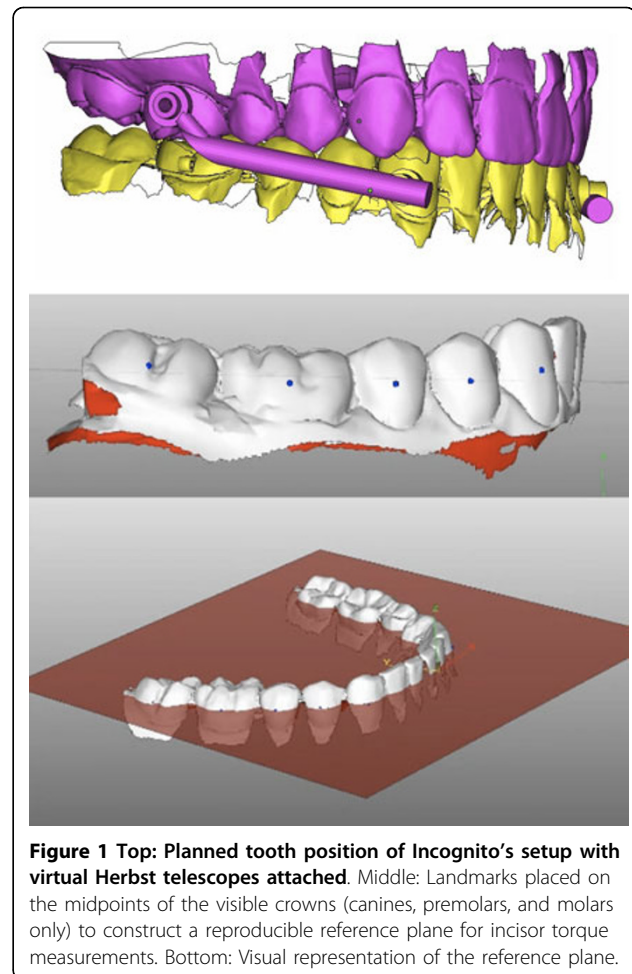 Figure 1 Top: Planned tooth position of Incognito's setup with
virtual Herbst telescopes attached. Middle: Landmarks placed on
the midpoints of the visible crowns (canines, premolars, and molars
only) to construct a reproducible reference plane for incisor torque
measurements. Bottom: Visual representation of the reference plane.